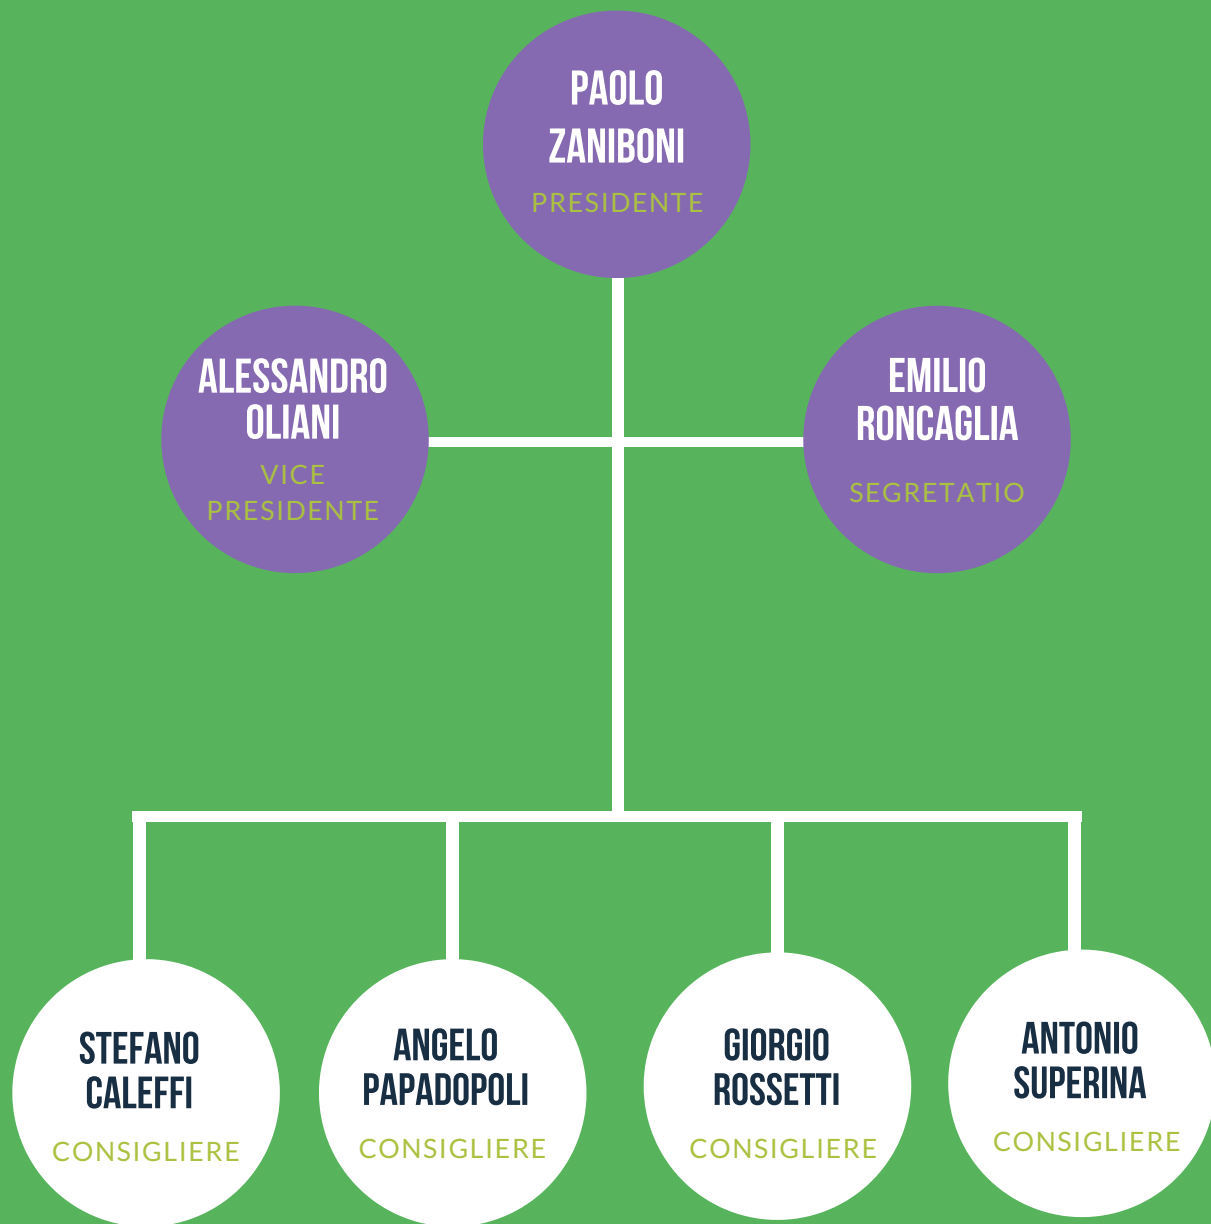 PAOLO
ZANIBONI
PRESIDENTE
ALESSANDRO
OLIANI
VICE
PRESIDENTE
EMILIO
RONCAGLIA
SEGRETATIO
STEFANO
CALEFFI
CONSIGLIERE
ANGELO
PAPADOPOLI
CONSIGLIERE
GIORGIO
ROSSETTI
CONSIGLIERE
ANTONIO
SUPERINA
CONSIGLIERE